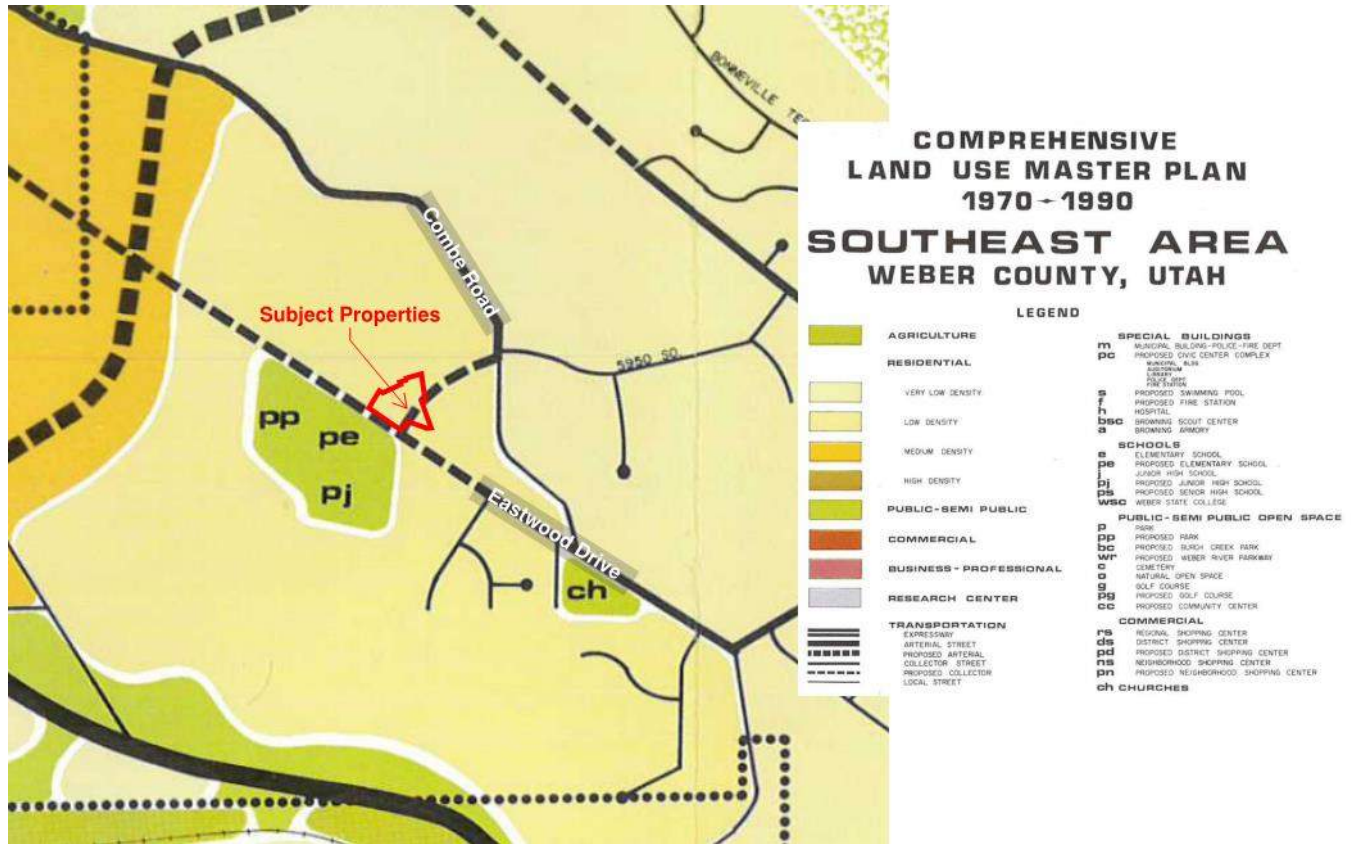 BONNEVILLE
Combe Road
Subject Properties
5950 SO
pp
pe
pj
Eastwood Drive
ch
COMPREHENSIVE
LAND USE MASTER PLAN
1970-1990
SOUTHEAST AREA
WEBER COUNTY, UTAH
LEGEND
AGRICULTURE
RESIDENTIAL
VERY LOW DENSITY
LOW DENSITY
MEDIUM DENSITY
HIGH DENSITY
PUBLIC-SEMI PUBLIC
COMMERCIAL
BUSINESS-PROFESSIONAL
RESEARCH CENTER
TRANSPORTATION
EXPRESSWAY
ARTERIAL STREET
PROPOSED ARTERIAL
COLLECTOR STREET
PROPOSED COLLECTOR
LOCAL STREET
SPECIAL BUILDINGS
m MUNICIPAL BUILDING-POLICE-FIRE DEPT
pc PROPOSED CIVIC CENTER COMPLEX
MUNICIPAL BLDG
AUDITORIUM
LIBRARY
POLICE DEPT
FIRE STATION
s PROPOSED SWIMMING POOL
f PROPOSED FIRE STATION
h HOSPITAL
bsc BROWNING SCOUT CENTER
a BROWNING ARMORY
SCHOOLS
e ELEMENTARY SCHOOL
pe PROPOSED ELEMENTARY SCHOOL
j JUNIOR HIGH SCHOOL
pj PROPOSED JUNIOR HIGH SCHOOL
ps PROPOSED SENIOR HIGH SCHOOL
wsc WEBER STATE COLLEGE
PUBLIC-SEMI PUBLIC OPEN SPACE
p PARK
pp PROPOSED PARK
bc PROPOSED BURCH CREEK PARK
wr PROPOSED WEBER RIVER PARKWAY
c CEMETERY
o NATURAL OPEN SPACE
g GOLF COURSE
pg PROPOSED GOLF COURSE
cc PROPOSED COMMUNITY CENTER
COMMERCIAL
rs REGIONAL SHOPPING CENTER
ds DISTRICT SHOPPING CENTER
pd PROPOSED DISTRICT SHOPPING CENTER
ns NEIGHBORHOOD SHOPPING CENTER
pn PROPOSED NEIGHBORHOOD SHOPPING CENTER
ch CHURCHES